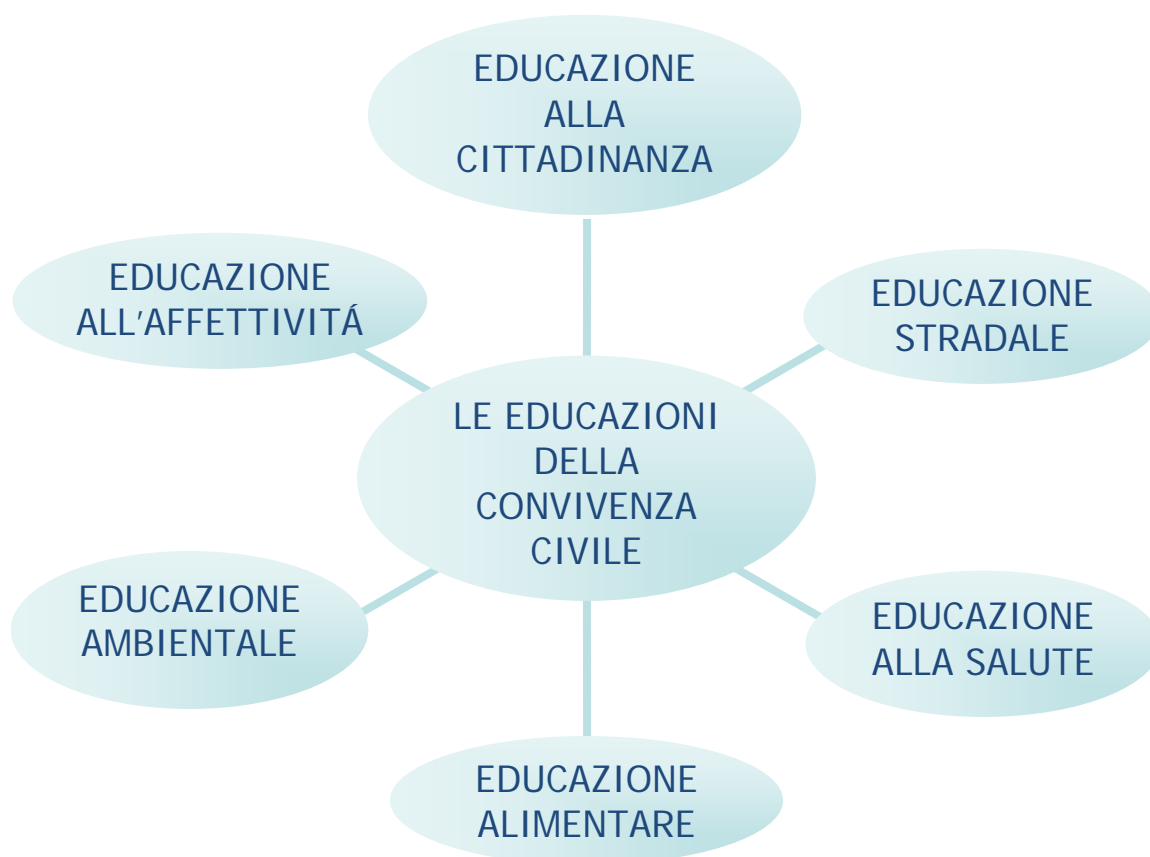 EDUCAZIONE
ALLA
CITTADINANZA
EDUCAZIONE
ALL'AFFETTIVITÁ
EDUCAZIONE
STRADALE
LE EDUCAZIONI
DELLA
CONVIVENZA
CIVILE
EDUCAZIONE
AMBIENTALE
EDUCAZIONE
ALLA SALUTE
EDUCAZIONE
ALIMENTARE